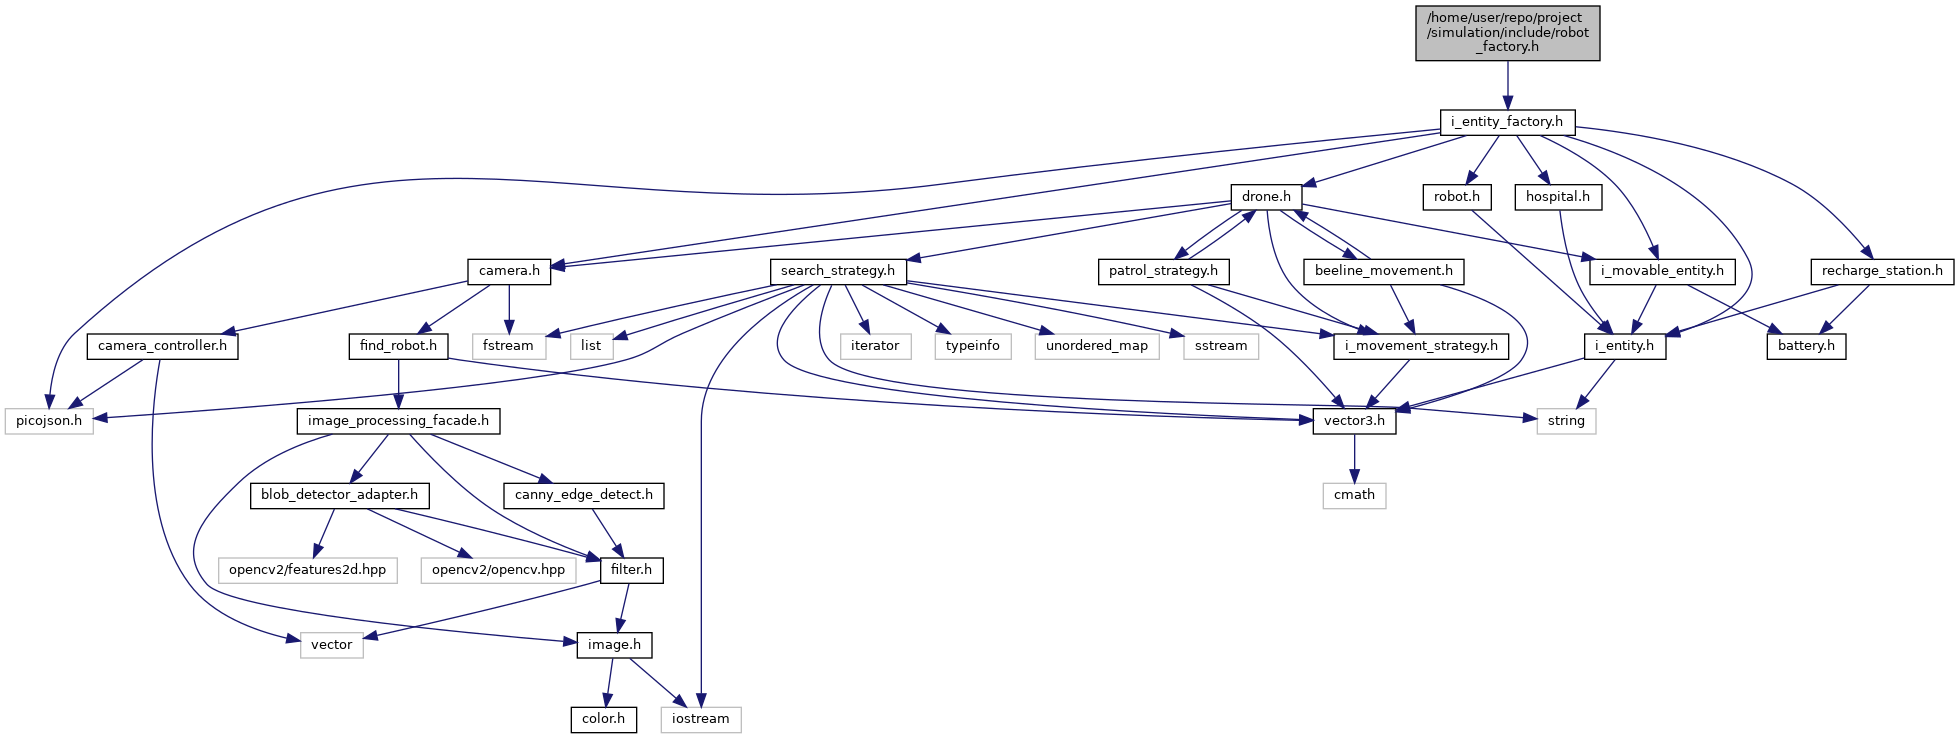 /home/user/repo/project
/simulation/include/robot
_factory.h
i_entity_factory.h
drone.h
robot.h
hospital.h
camera.h
search_strategy.h
patrol_strategy.h
beeline_movement.h
i_movable_entity.h
recharge_station.h
camera_controller.h
find_robot.h
fstream
list
iterator
typeinfo
unordered_map
sstream
i_movement_strategy.h
i_entity.h
battery.h
picojson.h
image_processing_facade.h
vector3.h
string
blob_detector_adapter.h
canny_edge_detect.h
cmath
opencv2/features2d.hpp
opencv2/opencv.hpp
filter.h
vector
image.h
color.h
iostream